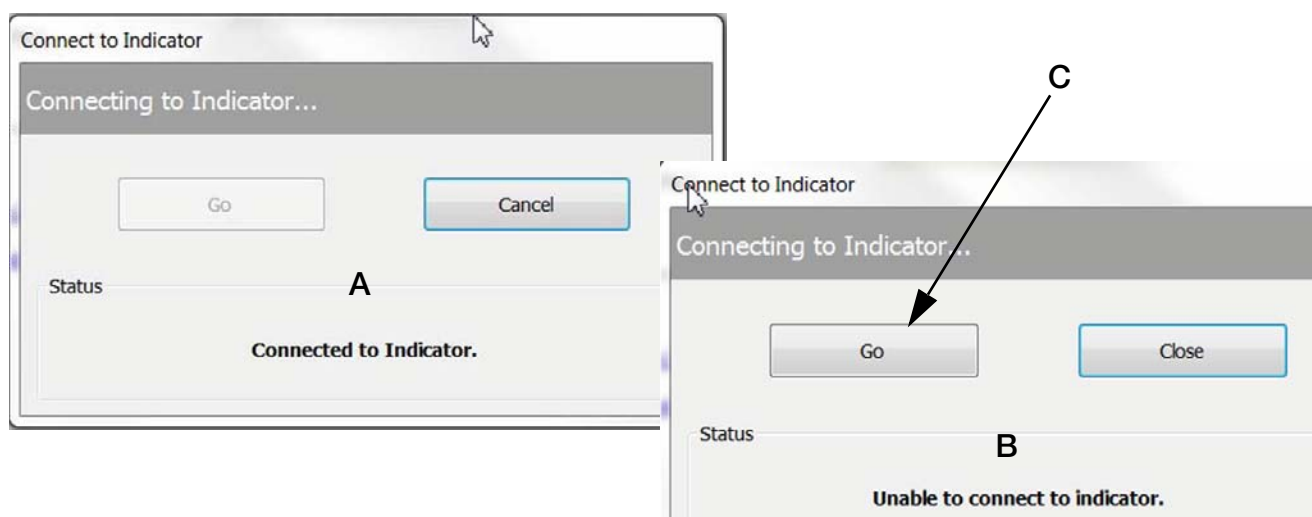 Connect to Indicator
Connecting to Indicator...
Go
Cancel
Status
A
Connected to Indicator.
C
Connect to Indicator
Connecting to Indicator...
Go
Close
Status
B
Unable to connect to indicator.